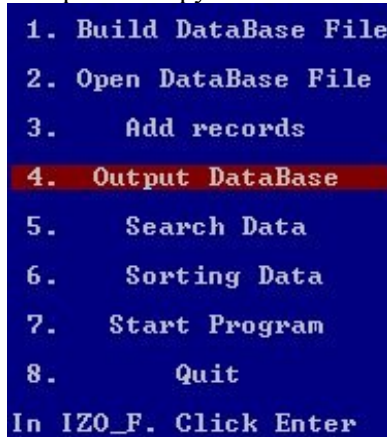 1. Build DataBase File
2. Open DataBase File
3. Add records
4. Output DataBase
5. Search Data
6. Sorting Data
7. Start Program
8. Quit
In IZO_F. Click Enter